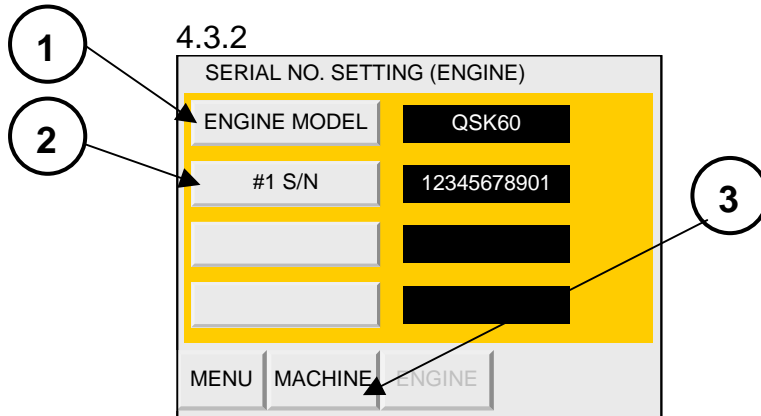 1
4.3.2
SERIAL NO. SETTING (ENGINE)
ENGINE MODEL QSK60
2
#1 S/N 12345678901
3
MENU MACHINE ENGINE